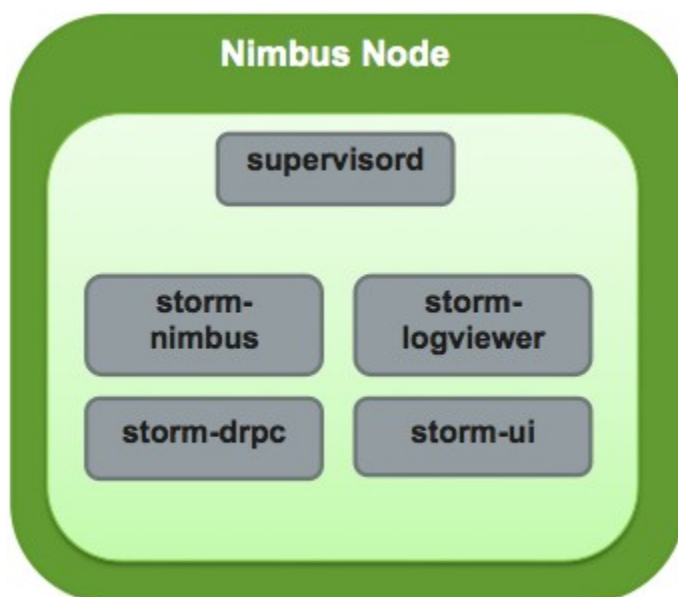 Nimbus Node
supervisord
storm-
nimbus
storm-
logviewer
storm-drpc
storm-ui